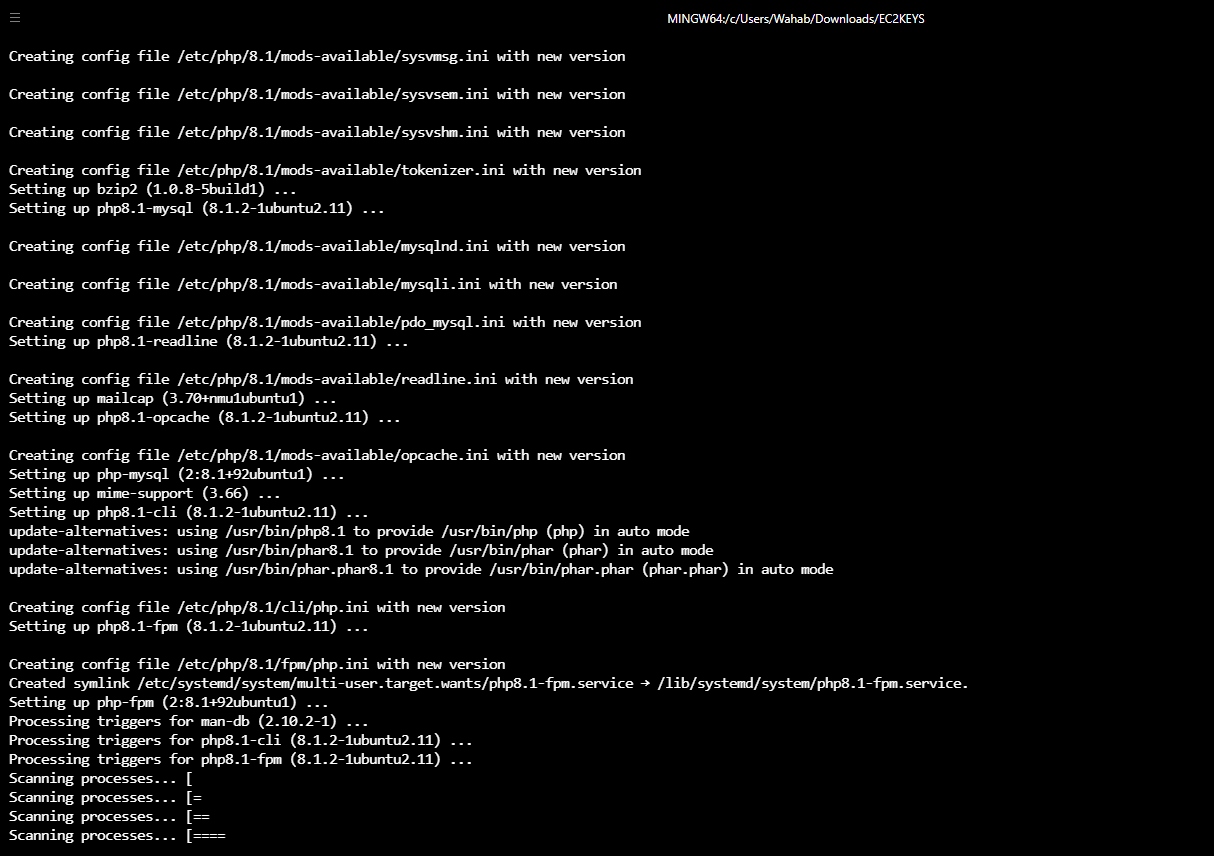 MINGW64:/c/Users/Wahab/Downloads/EC2KEYS
Creating config file /etc/php/8.1/mods-available/sysvmsg.ini with new version
Creating config file /etc/php/8.1/mods-available/sysvsem.ini with new version
Creating config file /etc/php/8.1/mods-available/sysvshm.ini with new version
Creating config file /etc/php/8.1/mods-available/tokenizer.ini with new version
Setting up bzip2 (1.0.8-5build1) ...
Setting up php8.1-mysql (8.1.2-1ubuntu2.11) ...
Creating config file /etc/php/8.1/mods-available/mysqlnd.ini with new version
Creating config file /etc/php/8.1/mods-available/mysqli.ini with new version
Creating config file /etc/php/8.1/mods-available/pdo_mysql.ini with new version
Setting up php8.1-readline (8.1.2-1ubuntu2.11) ...
Creating config file /etc/php/8.1/mods-available/readline.ini with new version
Setting up mailcap (3.70+nmu1ubuntu1) ...
Setting up php8.1-opcache (8.1.2-1ubuntu2.11) ...
Creating config file /etc/php/8.1/mods-available/opcache.ini with new version
Setting up php-mysql (2:8.1+92ubuntu1) ...
Setting up mime-support (3.66) ...
Setting up php8.1-cli (8.1.2-1ubuntu2.11) ...
update-alternatives: using /usr/bin/php8.1 to provide /usr/bin/php (php) in auto mode
update-alternatives: using /usr/bin/phar8.1 to provide /usr/bin/phar (phar) in auto mode
update-alternatives: using /usr/bin/phar.phar8.1 to provide /usr/bin/phar.phar (phar.phar) in auto mode
Creating config file /etc/php/8.1/cli/php.ini with new version
Setting up php8.1-fpm (8.1.2-1ubuntu2.11) ...
Creating config file /etc/php/8.1/fpm/php.ini with new version
Created symlink /etc/systemd/system/multi-user.target.wants/php8.1-fpm.service → /lib/systemd/system/php8.1-fpm.service.
Setting up php-fpm (2:8.1+92ubuntu1) ...
Processing triggers for man-db (2.10.2-1) ...
Processing triggers for php8.1-cli (8.1.2-1ubuntu2.11) ...
Processing triggers for php8.1-fpm (8.1.2-1ubuntu2.11) ...
Scanning processes... [
Scanning processes... [=
Scanning processes... [==
Scanning processes... [====